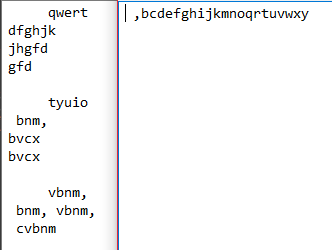 qwert
dfghjk
jhgfd
gfd
tyuio
bnm,
bvcx
bvcx
vbnm,
bnm, vbnm,
cvbnm
,bcdefghijkmnoqrtuvwxy